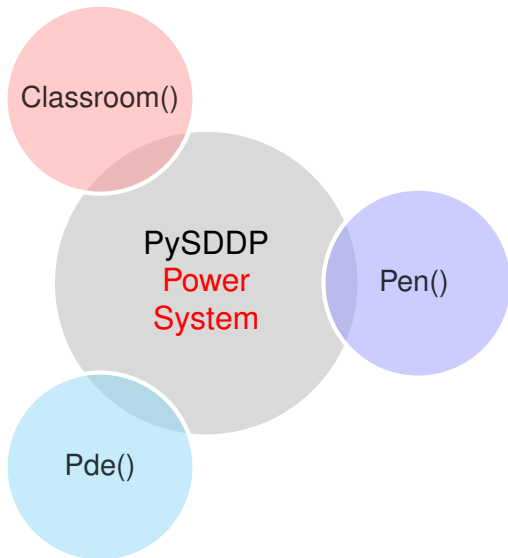 Classroom()
PySDDP
Power
System
Pen()
Pde()